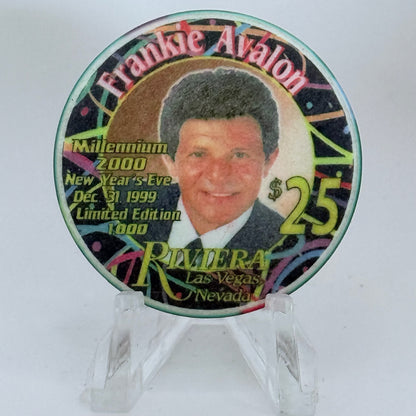 Frankie Avalon
Millennium
2000
New Year's Eve
Dec. 31, 1999
Limited Edition
1000
$25
RIVIERA
Las Vegas,
Nevada